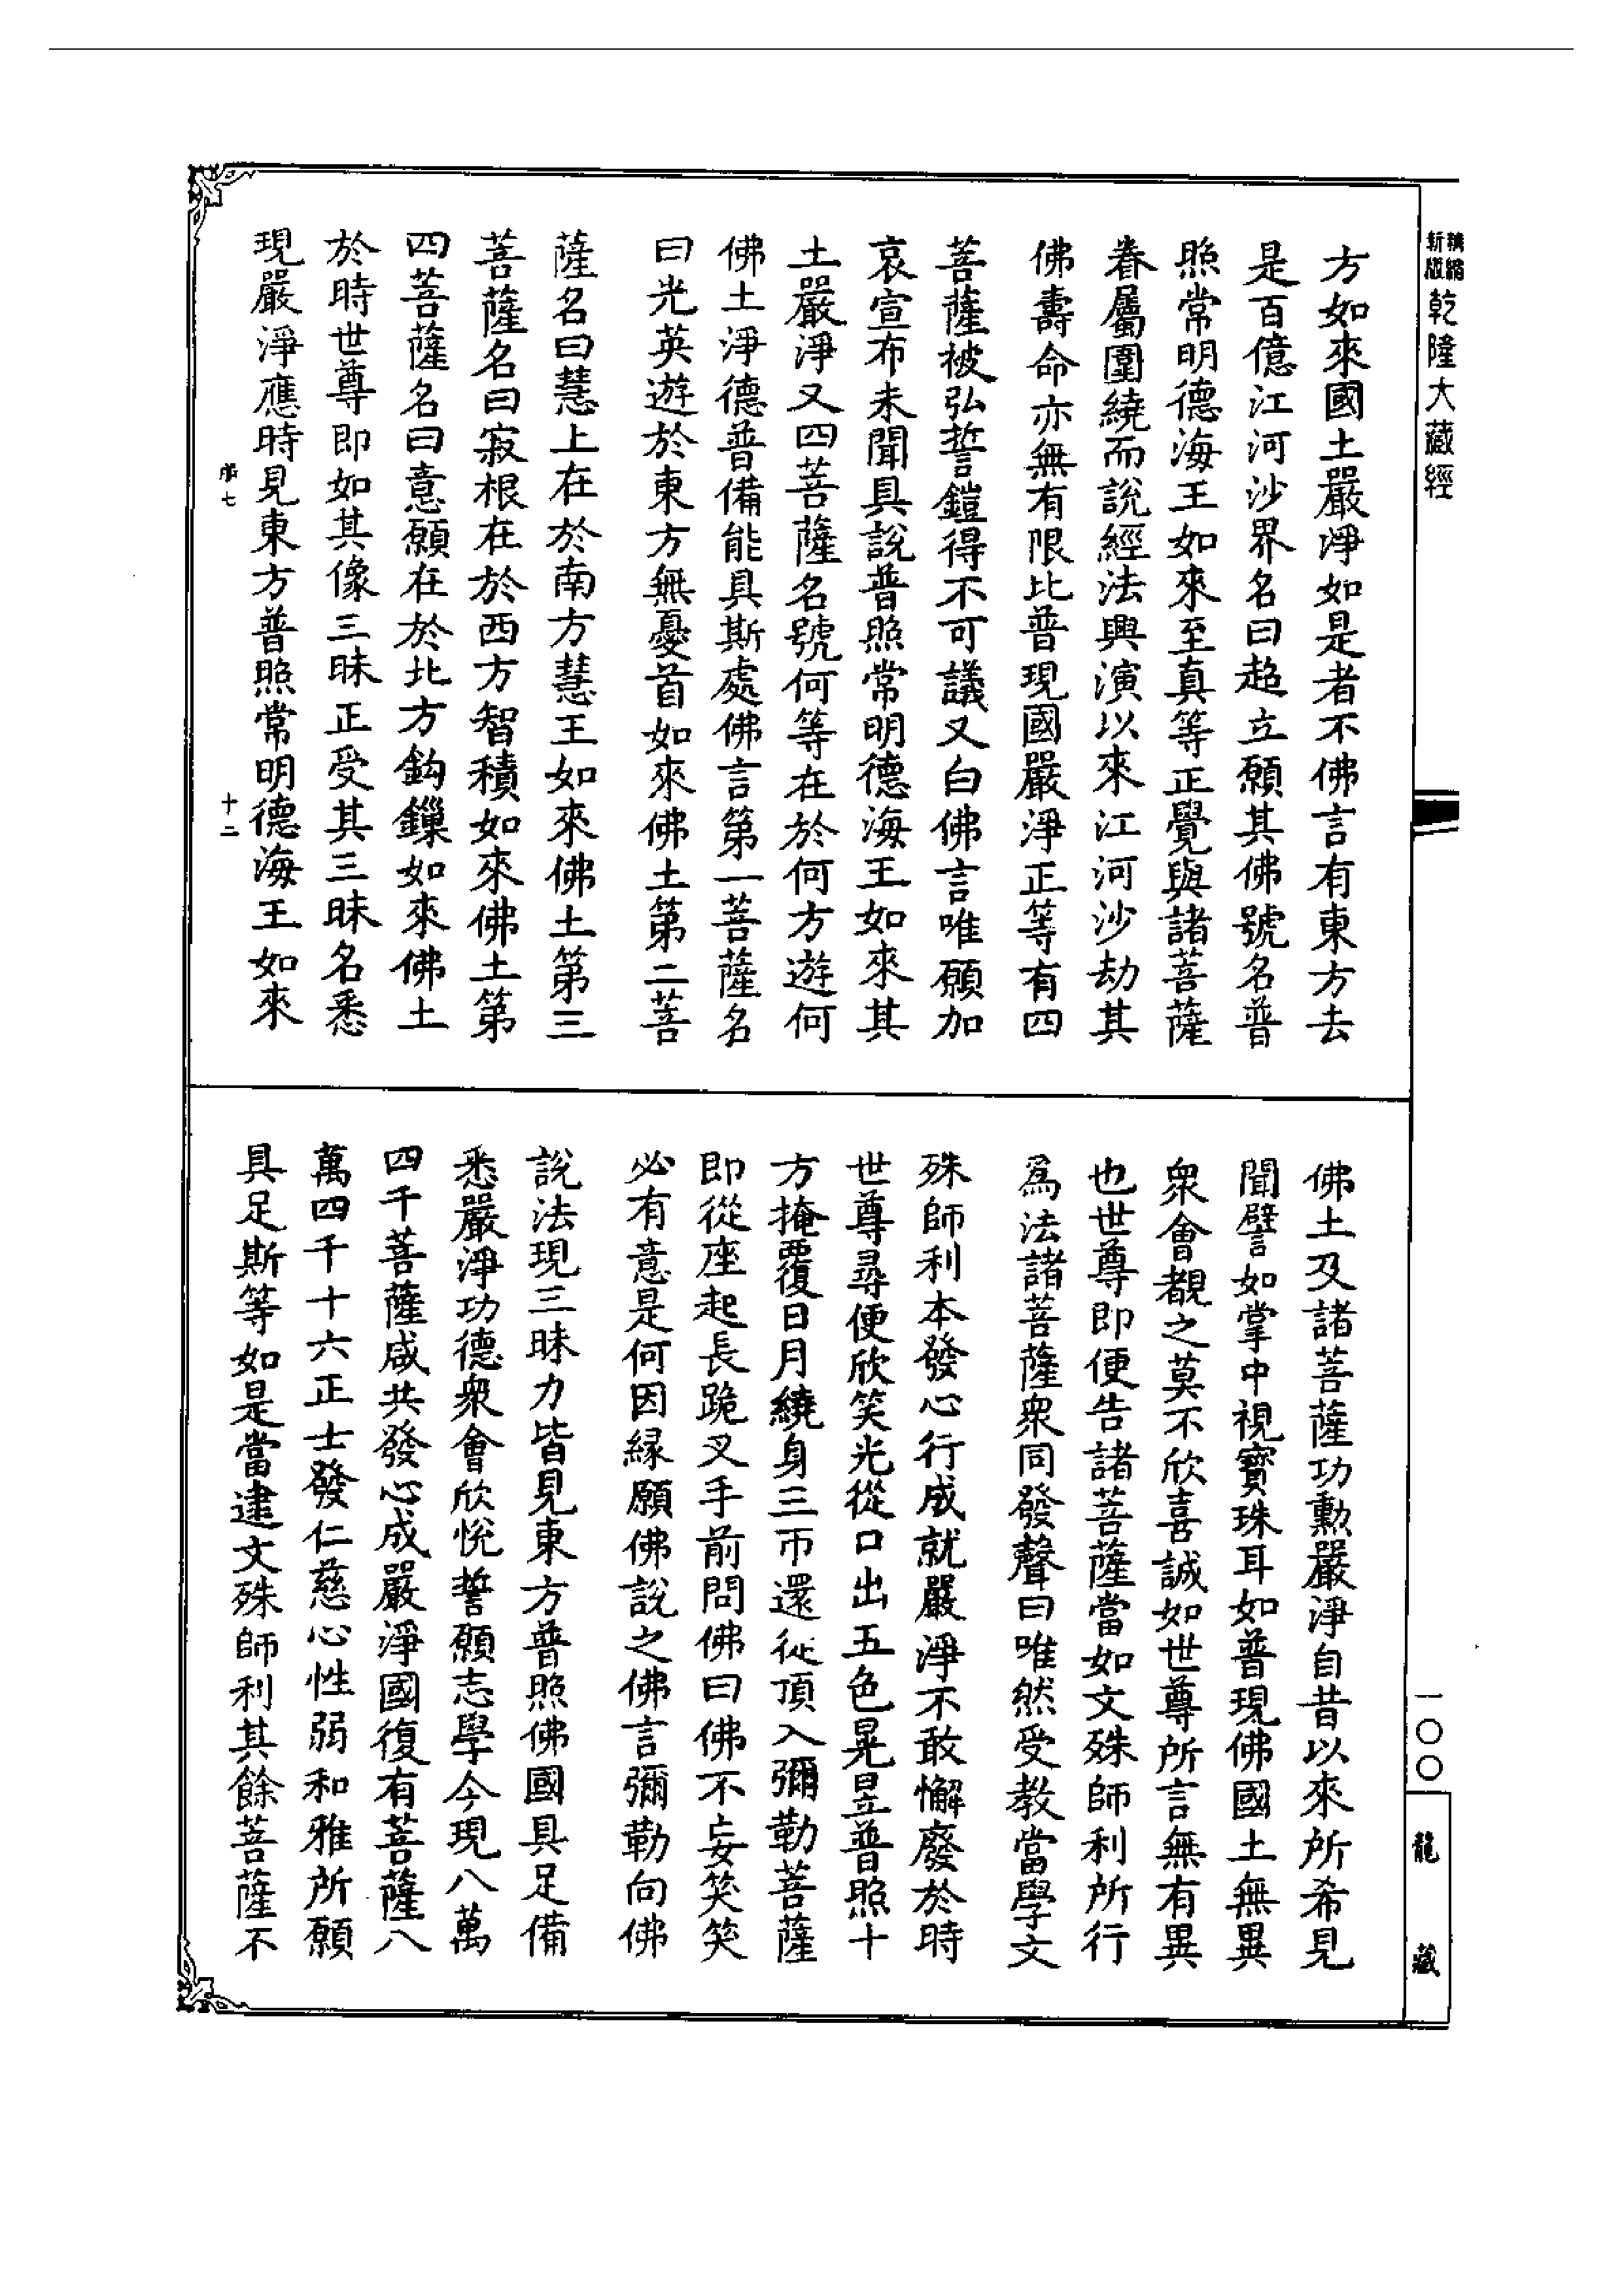 精縮新版乾隆大藏經
方如來國土嚴淨如是者不佛言有東方去
是百億江河沙界名曰超立願其佛號名普
照常明德海王如來至真等正覺與諸菩薩
眷屬圍繞而說經法興演以來江河沙劫其
佛壽命亦無有限比普現國嚴淨正等有四
菩薩被弘誓鎧得不可議又白佛言唯願加
哀宣布未聞具說普照常明德海王如來其
土嚴淨又四菩薩名號何等在於何方遊何
佛土淨德普備能具斯處佛言第一菩薩名
曰光英遊於東方無憂首如來佛土第二菩
薩名曰慧上在於南方慧王如來佛土第三
菩薩名曰寂根在於西方智積如來佛土第
四菩薩名曰意願在於北方鈎鏁如來佛土
於時世尊即如其像三昧正受其三昧名悉
現嚴淨應時見東方普照常明德海王如來
七
十二
佛土及諸菩薩功勲嚴淨自昔以來所希見
聞譬如掌中視寳珠耳如普現佛國土無異
衆會覩之莫不欣喜誠如世尊所言無有異
也世尊即便告諸菩薩當如文殊師利所行
爲法諸菩薩衆同發聲曰唯然受教當學文
殊師利本發心行成就嚴淨不敢懈廢於時
世尊尋便欣笑光從口出五色晃昱普照十
方掩覆日月繞身三帀還從頂入彌勒菩薩
即從座起長跪叉手前問佛曰佛不妄笑笑
必有意是何因縁願佛說之佛言彌勒向佛
說法現三昧力皆見東方普照佛國具足備
悉嚴淨功德衆會欣悅誓願志學今現八萬
四千菩薩咸共發心成嚴淨國復有菩薩八
萬四千十六正士發仁慈心性弱和雅所願
具足斯等如是當逮文殊師利其餘菩薩不
一〇〇
龍藏